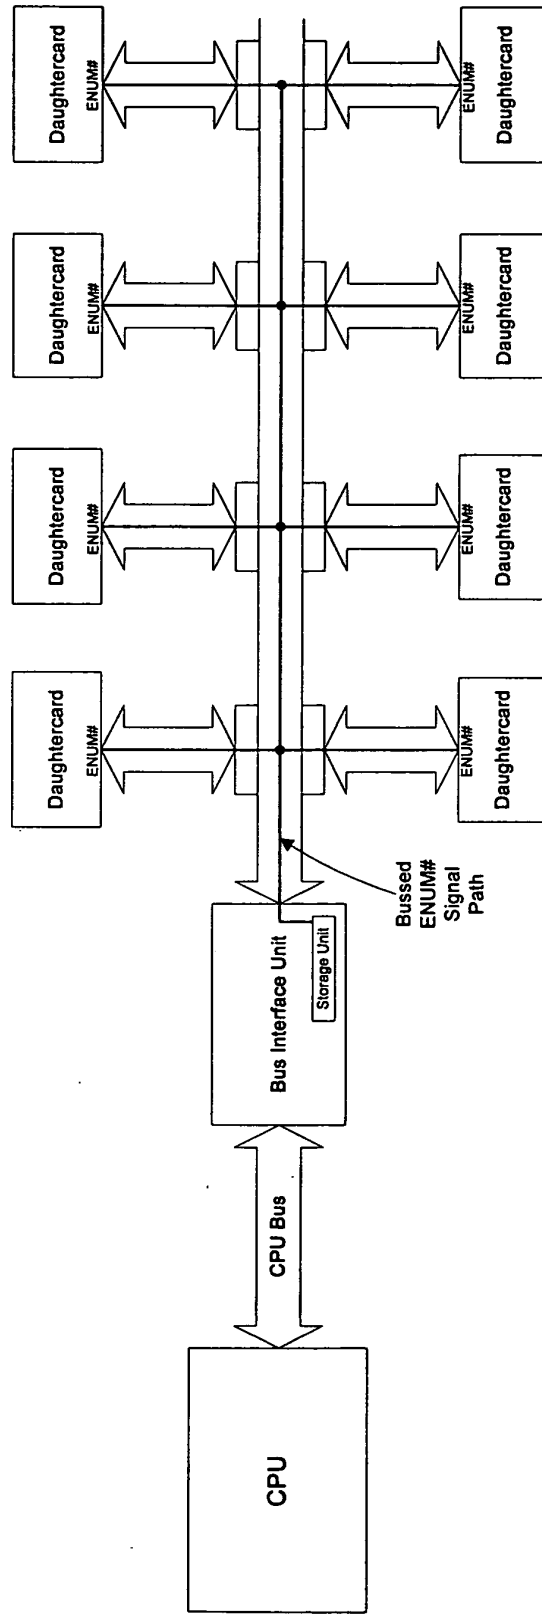 CPU
CPU Bus
Bus Interface Unit
Storage Unit
Bussed
ENUM#
Signal
Path
Daughtercard
ENUM#
Daughtercard
ENUM#
Daughtercard
ENUM#
Daughtercard
ENUM#
ENUM#
Daughtercard
ENUM#
Daughtercard
ENUM#
Daughtercard
ENUM#
Daughtercard